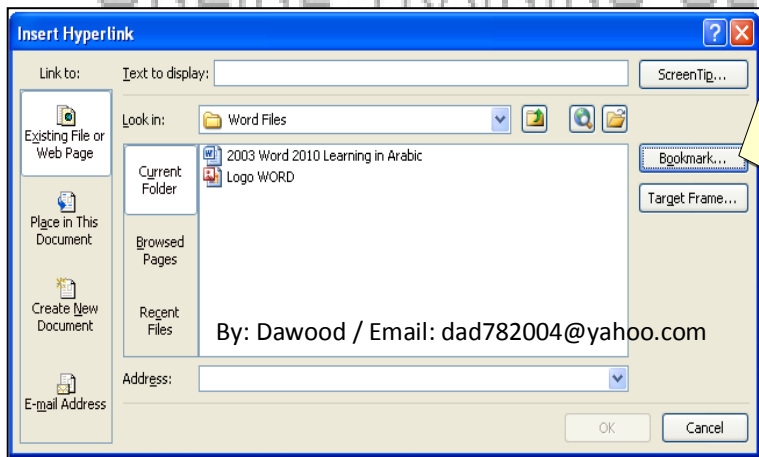 Insert Hyperlink
Link to:
Text to display:
ScreenTip...
Existing File or
Web Page
Look in:
Word Files
Current
Folder
2003 Word 2010 Learning in Arabic
Logo WORD
Bookmark...
Target Frame...
Place in This
Document
Browsed
Pages
Create New
Document
Recent
Files
By: Dawood / Email: dad782004@yahoo.com
E-mail Address
Address:
OK
Cancel